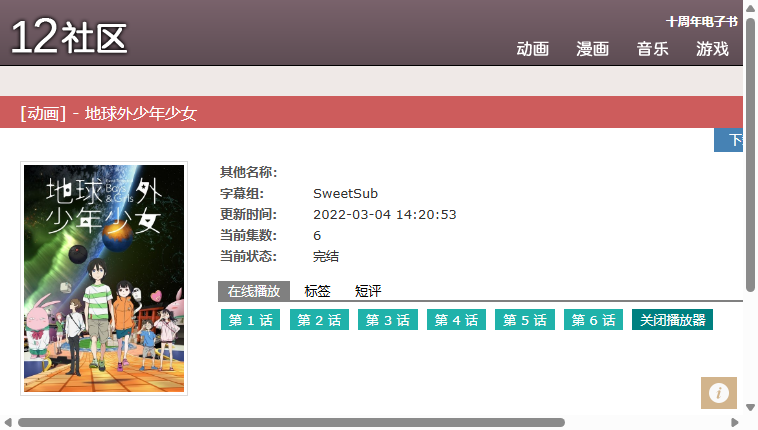 12社区
十周年电子书
动画 漫画 音乐 游戏
[动画] - 地球外少年少女
地球外
Boys & Girls
少年少女
其他名称:
字幕组: SweetSub
更新时间: 2022-03-04 14:20:53
当前集数: 6
当前状态: 完结
在线播放 标签 短评
第 1 话 第 2 话 第 3 话 第 4 话 第 5 话 第 6 话 关闭播放器
i